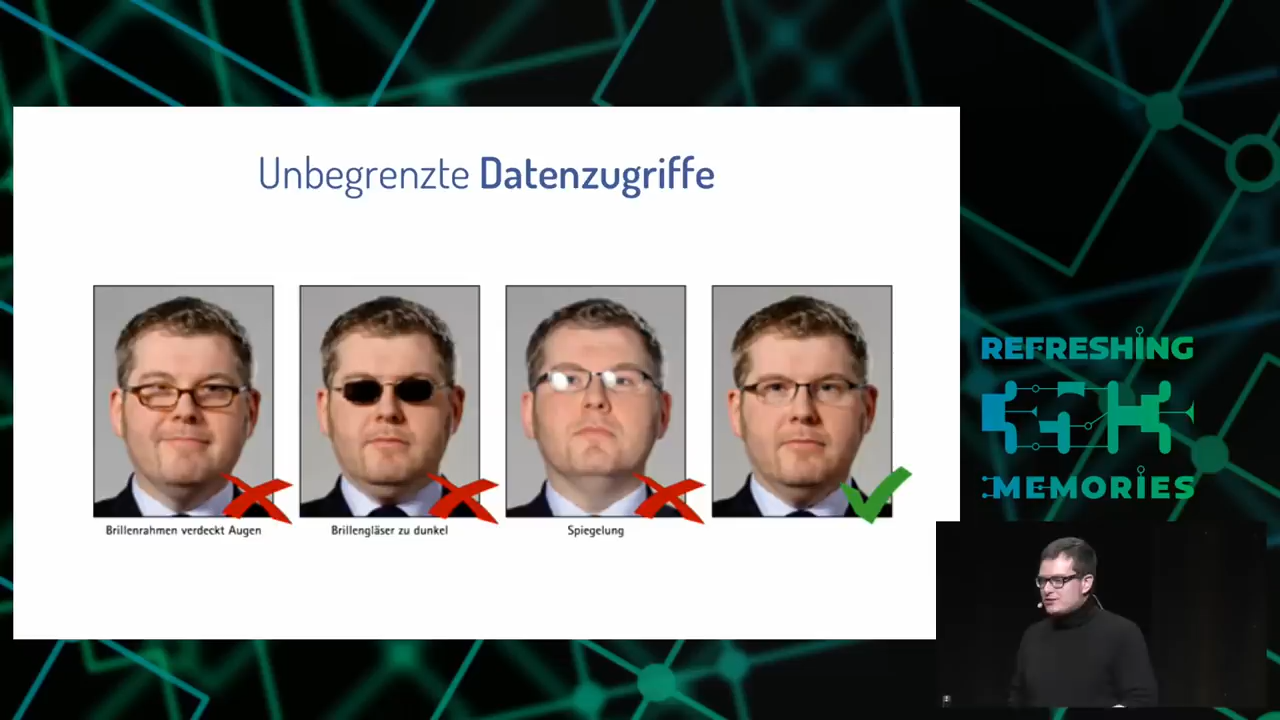 Unbegrenzte Datenzugriffe
Brillenrahmen verdeckt Augen
Brillengläser zu dunkel
Spiegelung
REFRESHING
MEMORIES